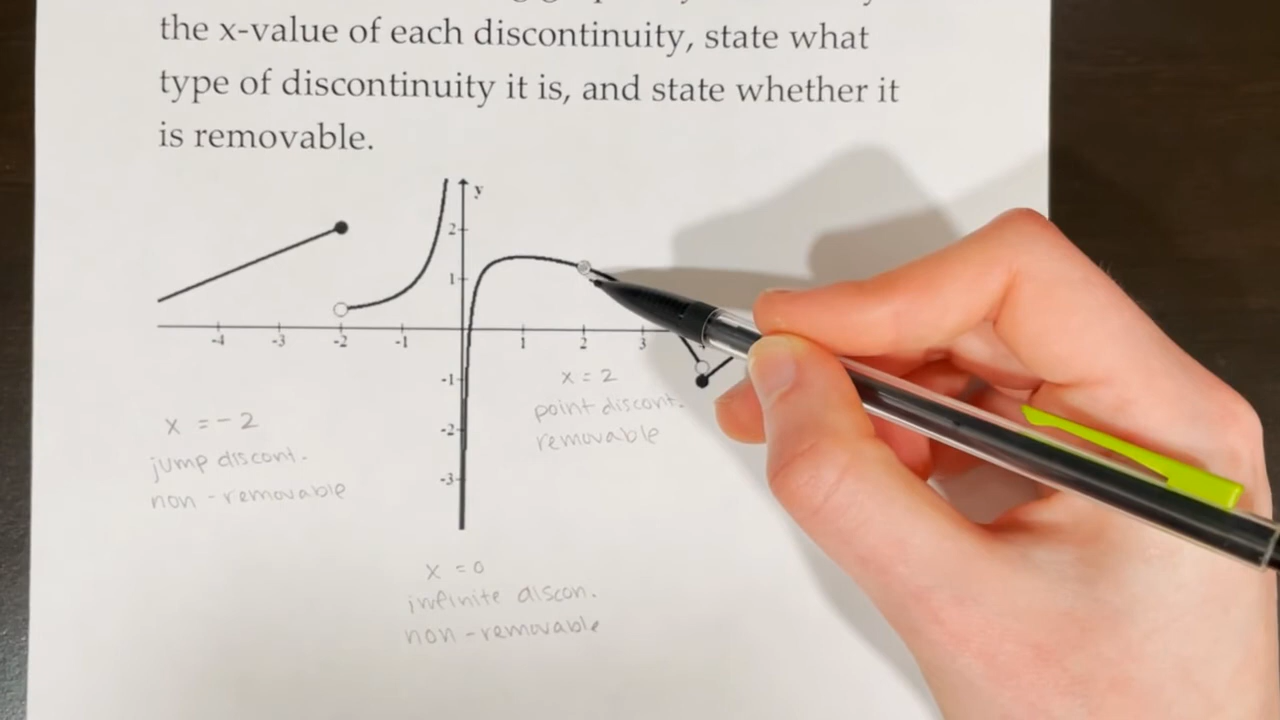 the x-value of each discontinuity, state what
type of discontinuity it is, and state whether it
is removable.
y
2
1
-4 -3 -2 -1 1 2 3
-1
-2
-3
x = 2
point discont.
removable
x = -2
jump discont.
non-removable
x = 0
infinite discon.
non-removable